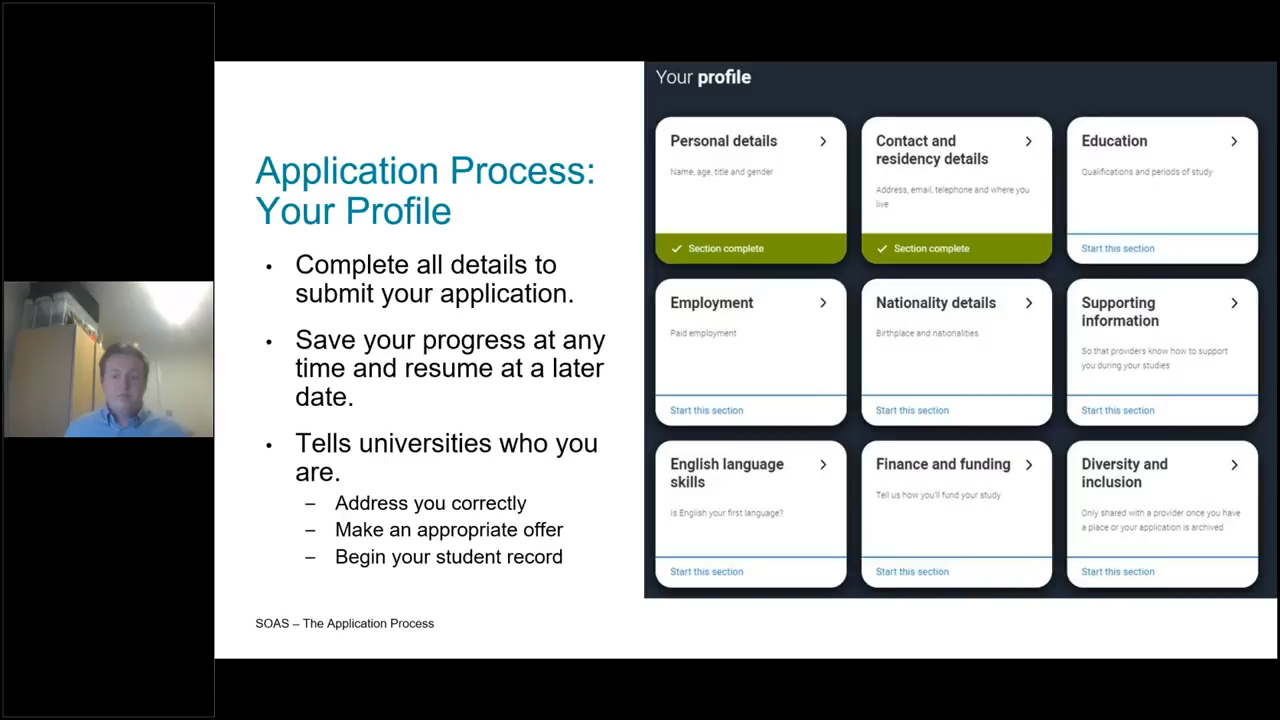 Application Process:
Your Profile
• Complete all details to
submit your application.
• Save your progress at any
time and resume at a later
date.
• Tells universities who you
are.
– Address you correctly
– Make an appropriate offer
– Begin your student record
SOAS – The Application Process
Your profile
Personal details
Name, age, title and gender
Section complete
Contact and
residency details
Address, email, telephone and where you
live
Section complete
Education
Qualifications and periods of study
Start this section
Employment
Paid employment
Start this section
Nationality details
Birthplace and nationalities
Start this section
Supporting
information
So that providers know how to support
you during your studies
Start this section
English language
skills
Is English your first language?
Start this section
Finance and funding
Tell us how you'll fund your study
Start this section
Diversity and
inclusion
Only shared with a provider once you have
a place or your application is archived
Start this section